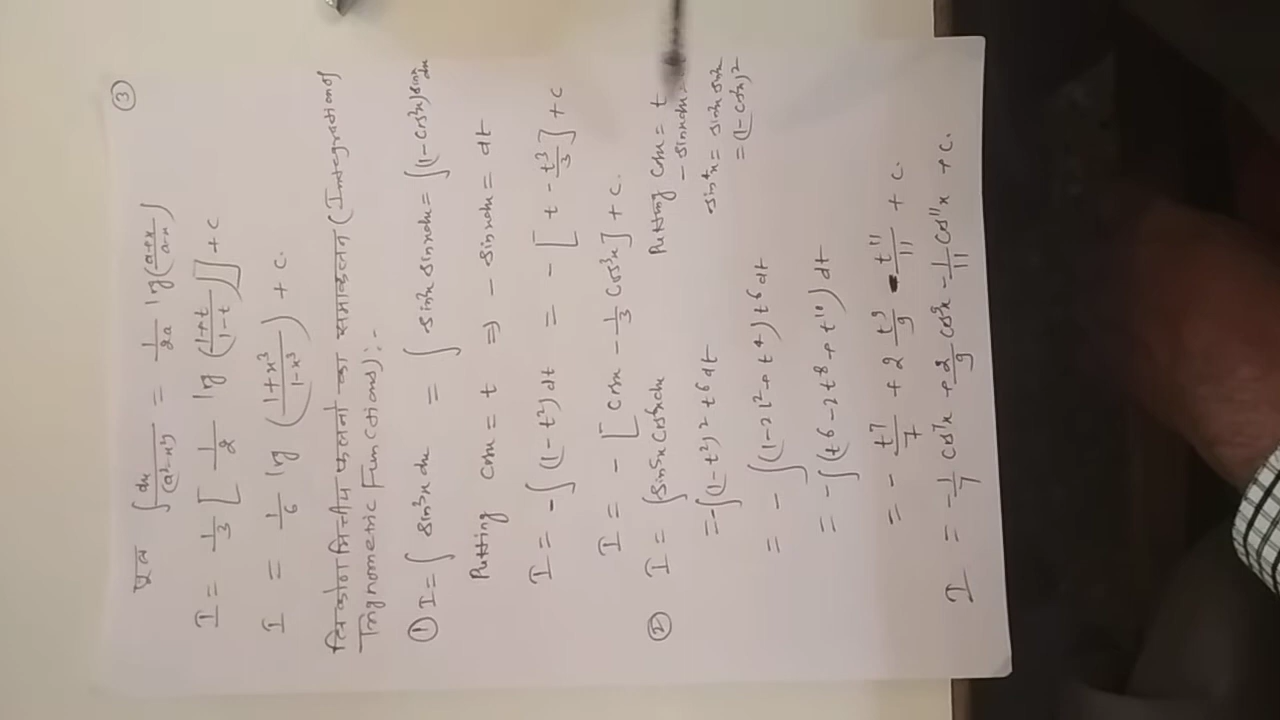 ③
सूत्र ∫dx/(a²-x²) = 1/2a log(a+x/a-x)
I = 1/3 [ 1/2 log (1+t/1-t)] + c
I = 1/6 log (1+x³/1-x³) + c.
त्रिकोणमितीय फलनों का समाकलन (Integration of
Trignometric Functions):-
① I = ∫ sin³x dx = ∫ sin²x sinx dx = ∫(1-cos²x) sinx dx
Putting cosx = t ⇒ - sinx dx = dt
I = -∫(1-t²) dt = - [ t - t³/3 ] + c
I = - [ cosx - 1/3 cos³x ] + c.
② I = ∫sin⁵x cos⁶x dx Putting cosx = t
- sinx dx
= -∫(1-t²)² t⁶ dt sin⁴x = sin²x sin²x
= (1-cos²x)²
= - ∫(1-2t²+t⁴) t⁶ dt
= - ∫(t⁶-2t⁸+t¹⁰) dt
= - t⁷/7 + 2 t⁹/9 - t¹¹/11 + c.
I = -1/7 cos⁷x + 2/9 cos⁹x - 1/11 cos¹¹x + c.